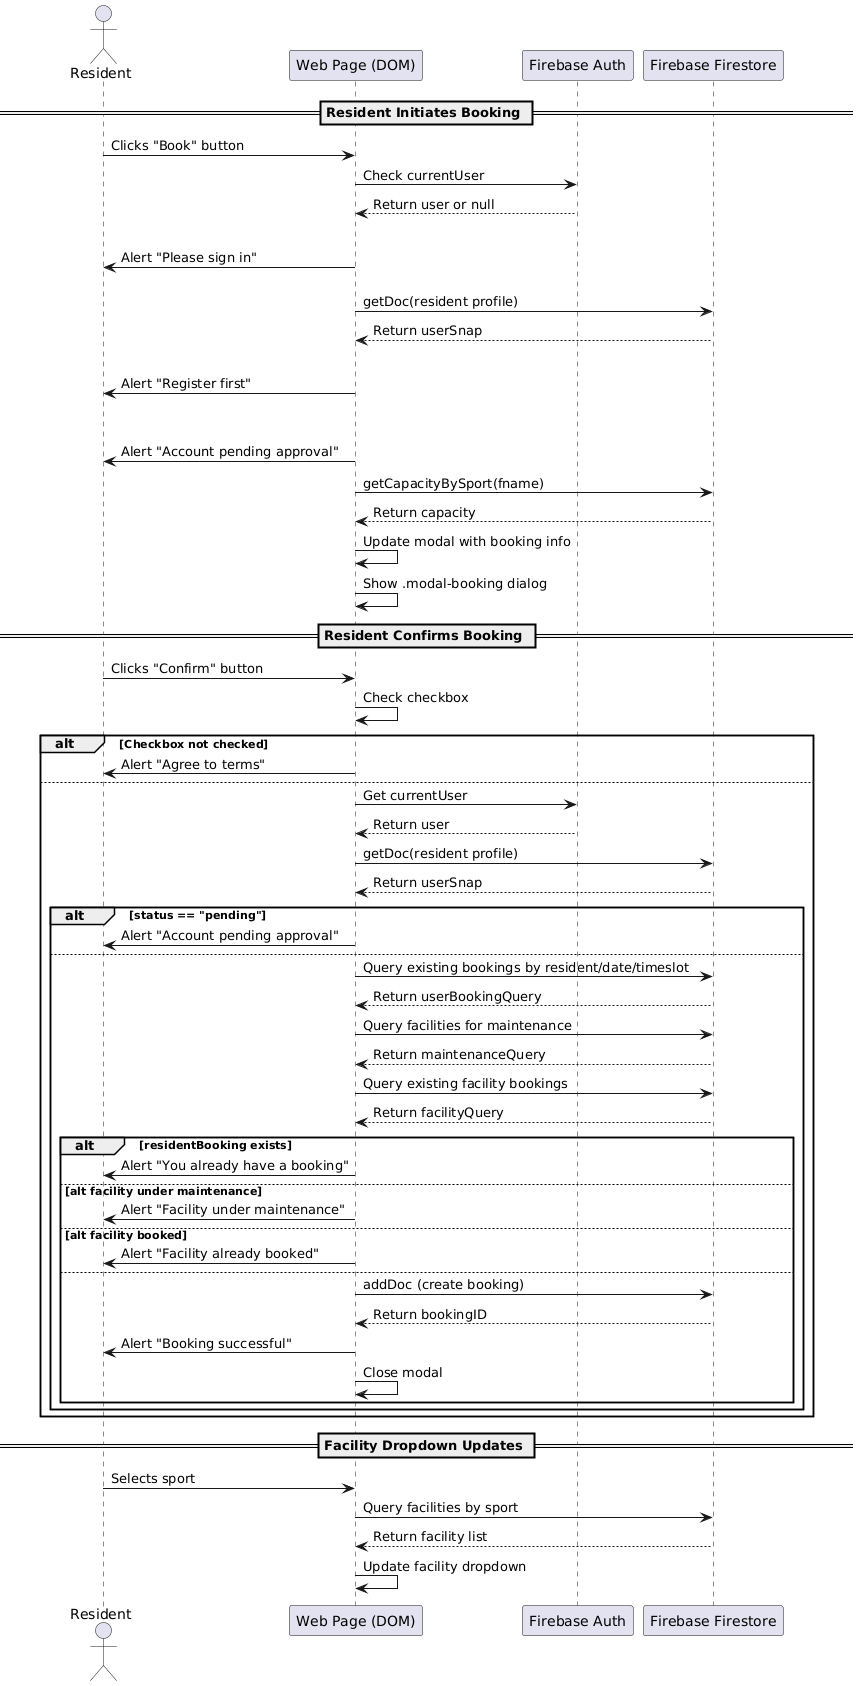 Resident
Web Page (DOM)
Firebase Auth
Firebase Firestore
Resident Initiates Booking
Clicks "Book" button
Check currentUser
Return user or null
Alert "Please sign in"
getDoc(resident profile)
Return userSnap
Alert "Register first"
Alert "Account pending approval"
getCapacityBySport(fname)
Return capacity
Update modal with booking info
Show .modal-booking dialog
Resident Confirms Booking
Clicks "Confirm" button
Check checkbox
alt [Checkbox not checked]
Alert "Agree to terms"
Get currentUser
Return user
getDoc(resident profile)
Return userSnap
alt [status == "pending"]
Alert "Account pending approval"
Query existing bookings by resident/date/timeslot
Return userBookingQuery
Query facilities for maintenance
Return maintenanceQuery
Query existing facility bookings
Return facilityQuery
alt [residentBooking exists]
Alert "You already have a booking"
[alt facility under maintenance]
Alert "Facility under maintenance"
[alt facility booked]
Alert "Facility already booked"
addDoc (create booking)
Return bookingID
Alert "Booking successful"
Close modal
Facility Dropdown Updates
Selects sport
Query facilities by sport
Return facility list
Update facility dropdown
Resident
Web Page (DOM)
Firebase Auth
Firebase Firestore